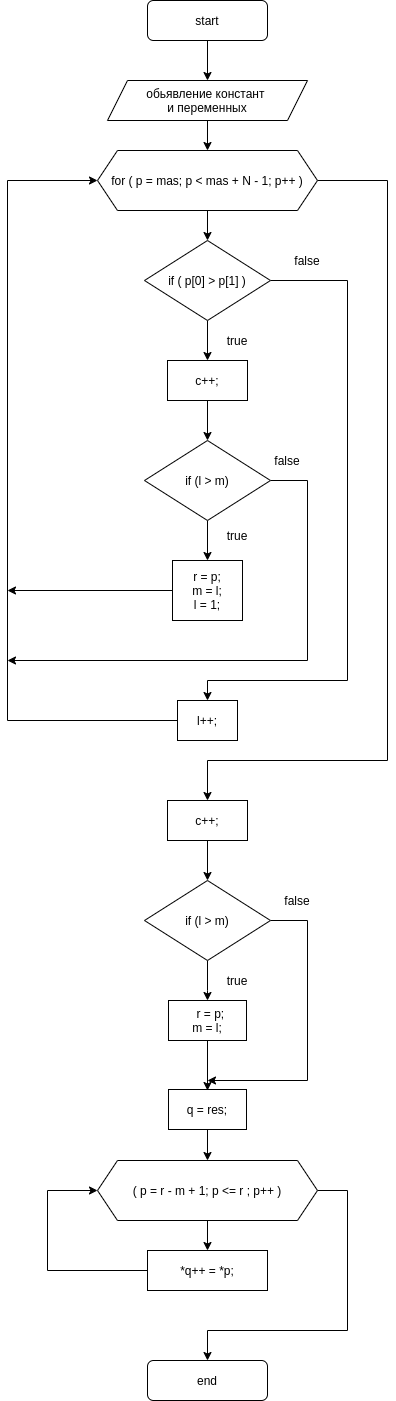 start
обьявление констант
и переменных
for ( p = mas; p < mas + N - 1; p++ )
if ( p[0] > p[1] )
false
true
c++;
if (l > m)
false
true
r = p;
m = l;
l = 1;
l++;
c++;
if (l > m)
false
true
r = p;
m = l;
q = res;
( p = r - m + 1; p <= r ; p++ )
*q++ = *p;
end